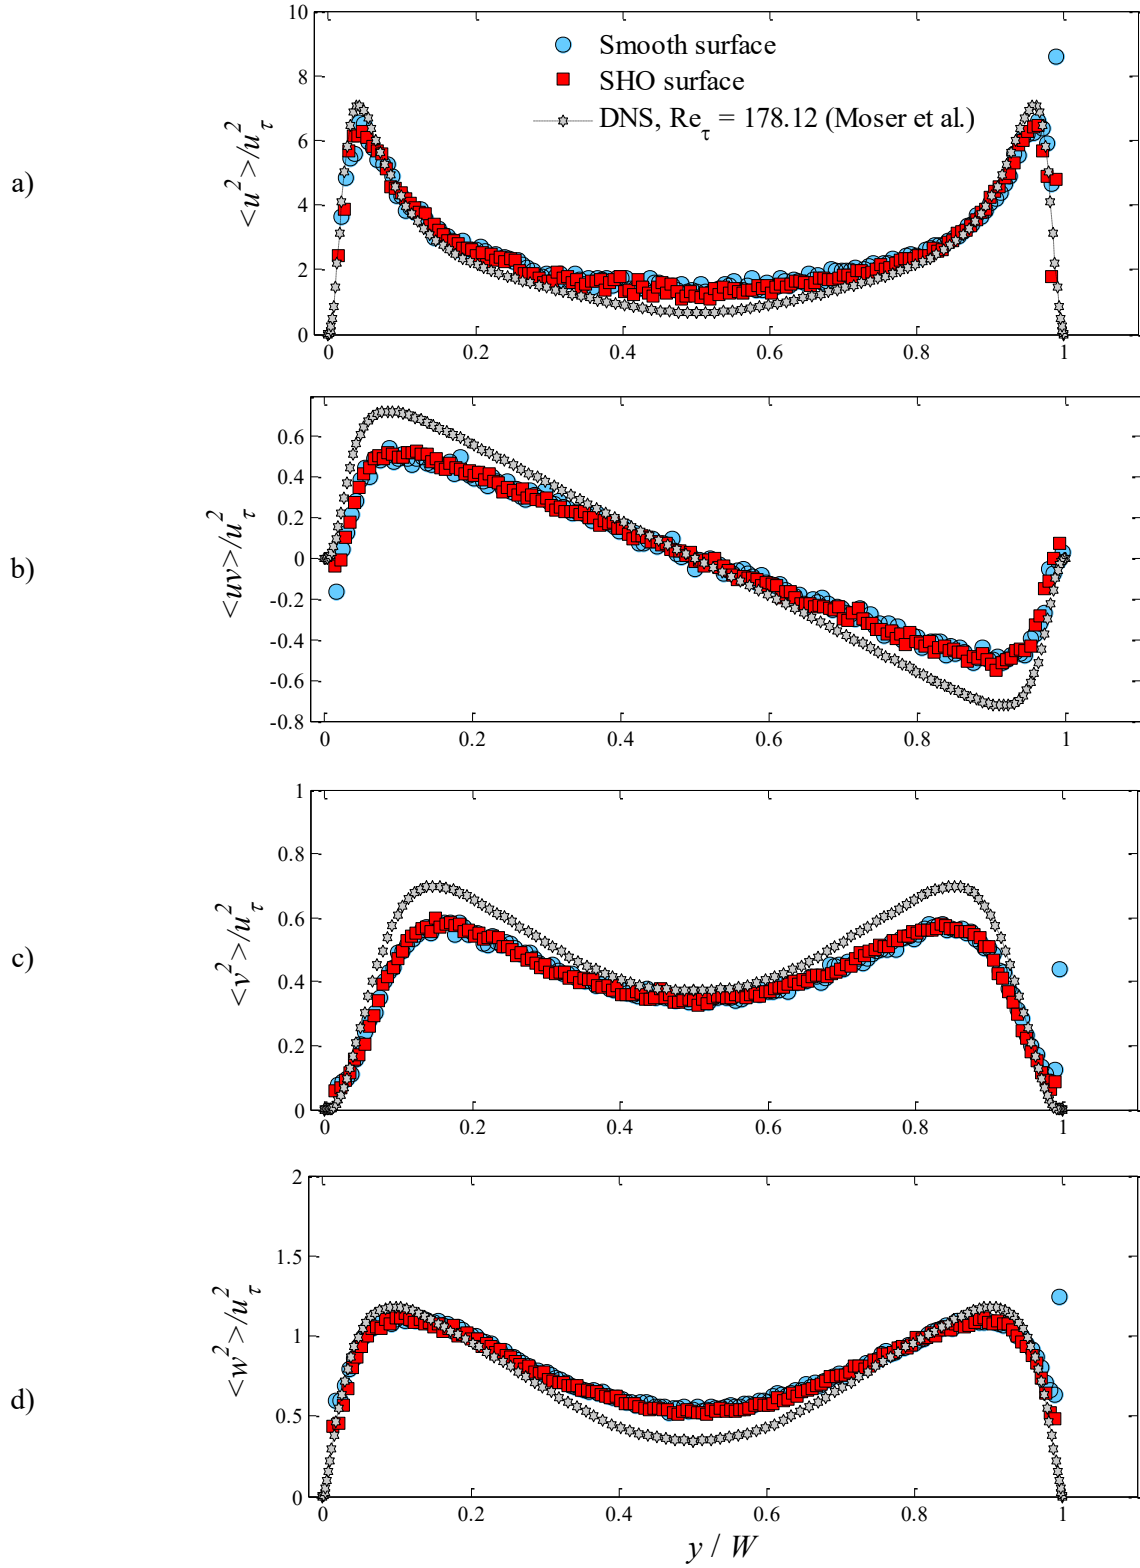 10
Smooth surface
8
SHO surface
DNS, Re_τ = 178.12 (Moser et al.)
6
a)
<u²>/u²_τ
4
2
0
0 0.2 0.4 0.6 0.8 1
0.6
0.4
0.2
b)
<uv>/u²_τ
0
-0.2
-0.4
-0.6
-0.8
0 0.2 0.4 0.6 0.8 1
1
0.8
0.6
c)
<v²>/u²_τ
0.4
0.2
0
0 0.2 0.4 0.6 0.8 1
2
1.5
d)
<w²>/u²_τ
1
0.5
0
0 0.2 0.4 0.6 0.8 1
y / W